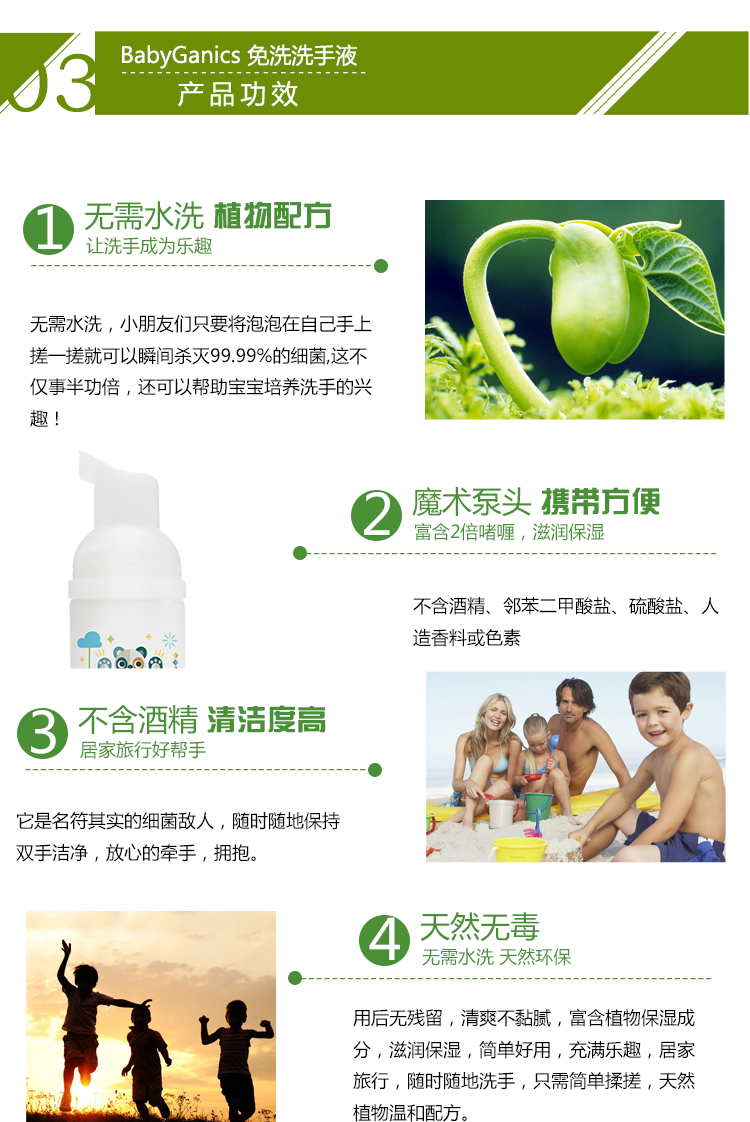 03
BabyGanics 免洗洗手液
产品功效
1
无需水洗 植物配方
让洗手成为乐趣
无需水洗，小朋友们只要将泡泡在自己手上
搓一搓就可以瞬间杀灭99.99%的细菌,这不
仅事半功倍，还可以帮助宝宝培养洗手的兴
趣！
2
魔术泵头 携带方便
富含2倍啫喱，滋润保湿
不含酒精、邻苯二甲酸盐、硫酸盐、人
造香料或色素
3
不含酒精 清洁度高
居家旅行好帮手
它是名符其实的细菌敌人，随时随地保持
双手洁净，放心的牵手，拥抱。
4
天然无毒
无需水洗 天然环保
用后无残留，清爽不黏腻，富含植物保湿成
分，滋润保湿，简单好用，充满乐趣，居家
旅行，随时随地洗手，只需简单揉搓，天然
植物温和配方。